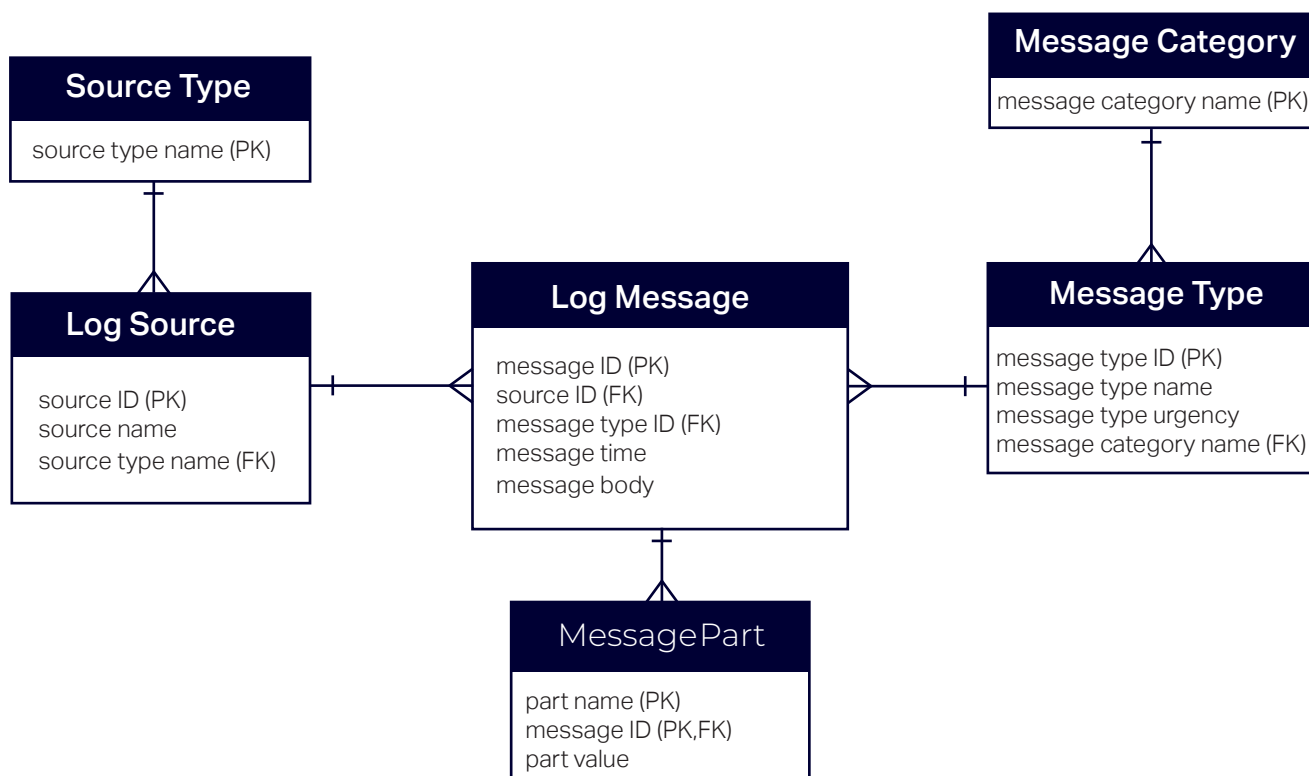 Source Type
source type name (PK)
Message Category
message category name (PK)
Log Source
source ID (PK)
source name
source type name (FK)
Log Message
message ID (PK)
source ID (FK)
message type ID (FK)
message time
message body
Message Type
message type ID (PK)
message type name
message type urgency
message category name (FK)
MessagePart
part name (PK)
message ID (PK,FK)
part value